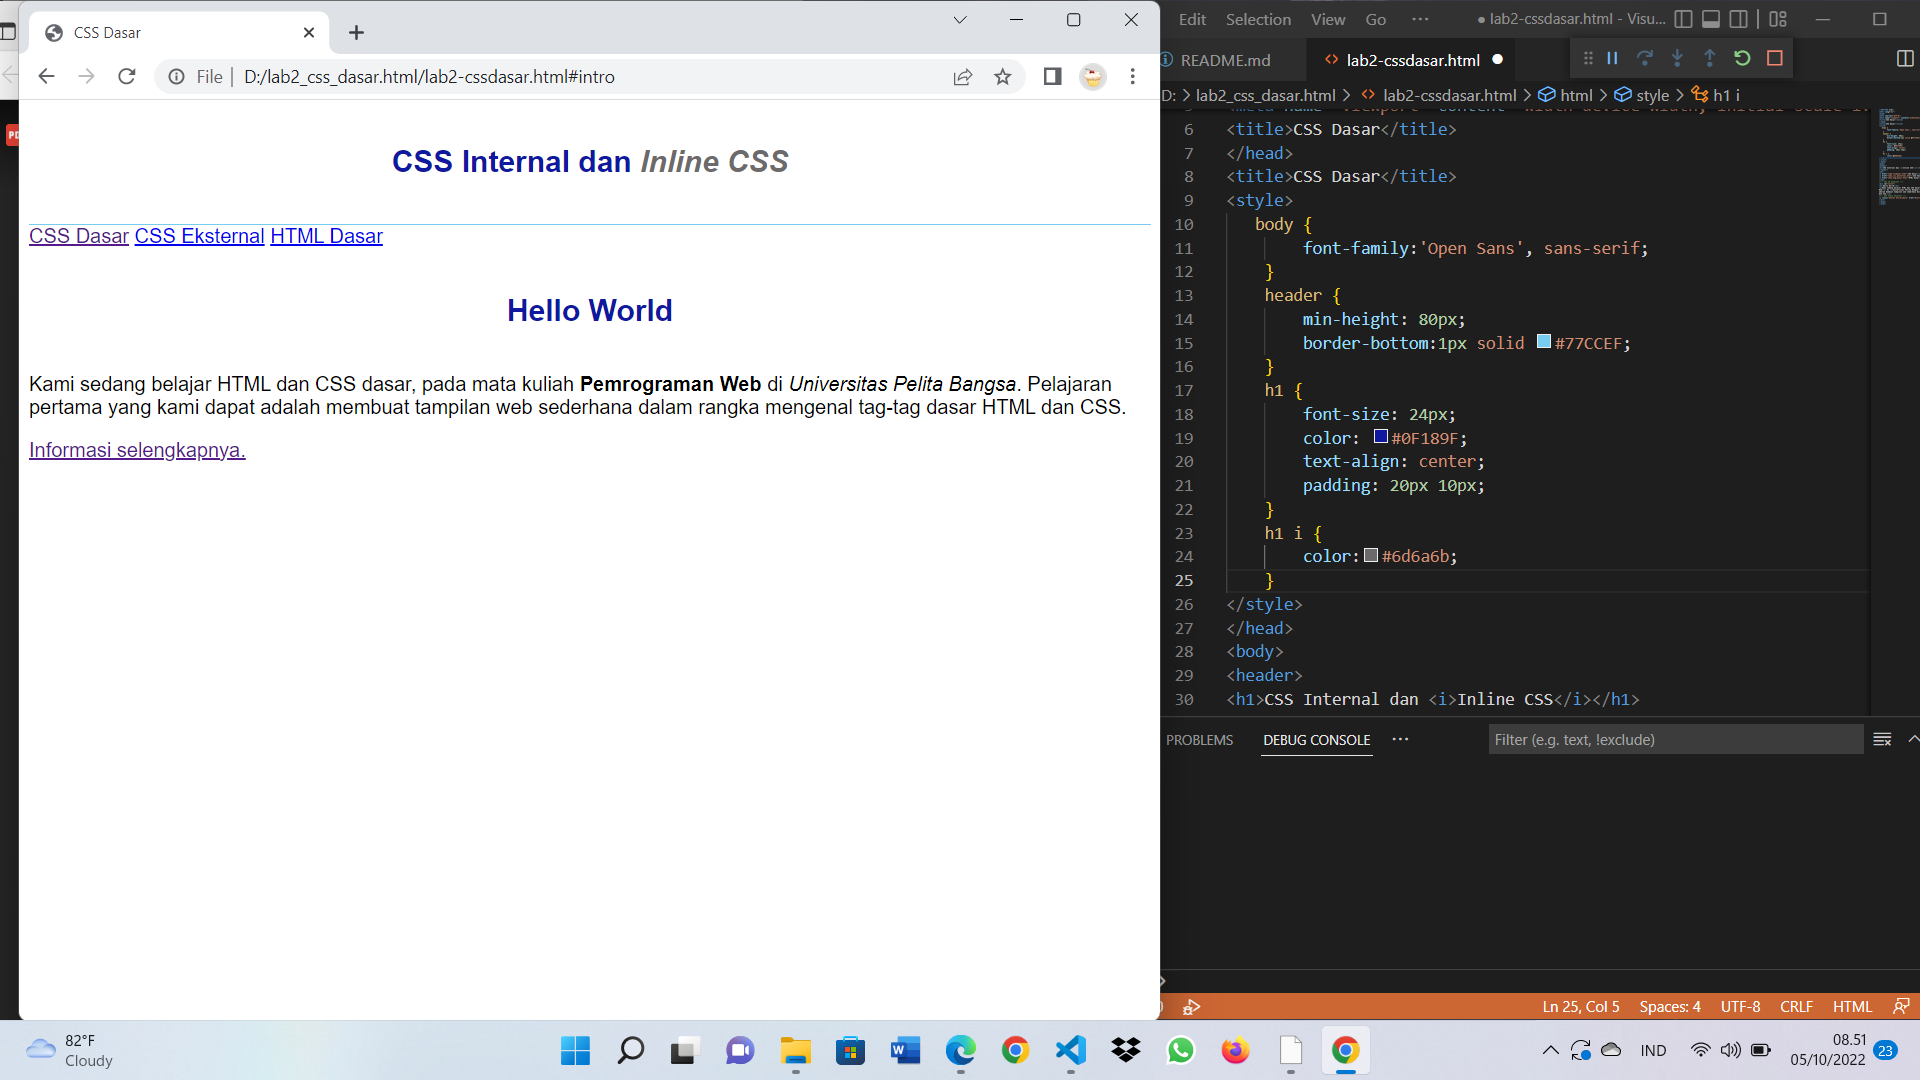 CSS Dasar
File
D:/lab2_css_dasar.html/lab2-cssdasar.html#intro
CSS Internal dan Inline CSS
CSS Dasar CSS Eksternal HTML Dasar
Hello World
Kami sedang belajar HTML dan CSS dasar, pada mata kuliah Pemrograman Web di Universitas Pelita Bangsa. Pelajaran
pertama yang kami dapat adalah membuat tampilan web sederhana dalam rangka mengenal tag-tag dasar HTML dan CSS.
Informasi selengkapnya.
Edit Selection View Go ··· ● lab2-cssdasar.html - Visu...
README.md <> lab2-cssdasar.html
D: > lab2_css_dasar.html > <> lab2-cssdasar.html > html > style > h1 i
6 <title>CSS Dasar</title>
7 </head>
8 <title>CSS Dasar</title>
9 <style>
10 body {
11 font-family:'Open Sans', sans-serif;
12 }
13 header {
14 min-height: 80px;
15 border-bottom:1px solid #77CCEF;
16 }
17 h1 {
18 font-size: 24px;
19 color: #0F189F;
20 text-align: center;
21 padding: 20px 10px;
22 }
23 h1 i {
24 color:#6d6a6b;
25 }
26 </style>
27 </head>
28 <body>
29 <header>
30 <h1>CSS Internal dan <i>Inline CSS</i></h1>
PROBLEMS DEBUG CONSOLE ··· Filter (e.g. text, !exclude)
Ln 25, Col 5 Spaces: 4 UTF-8 CRLF HTML
82°F
Cloudy
IND
08.51
05/10/2022
23